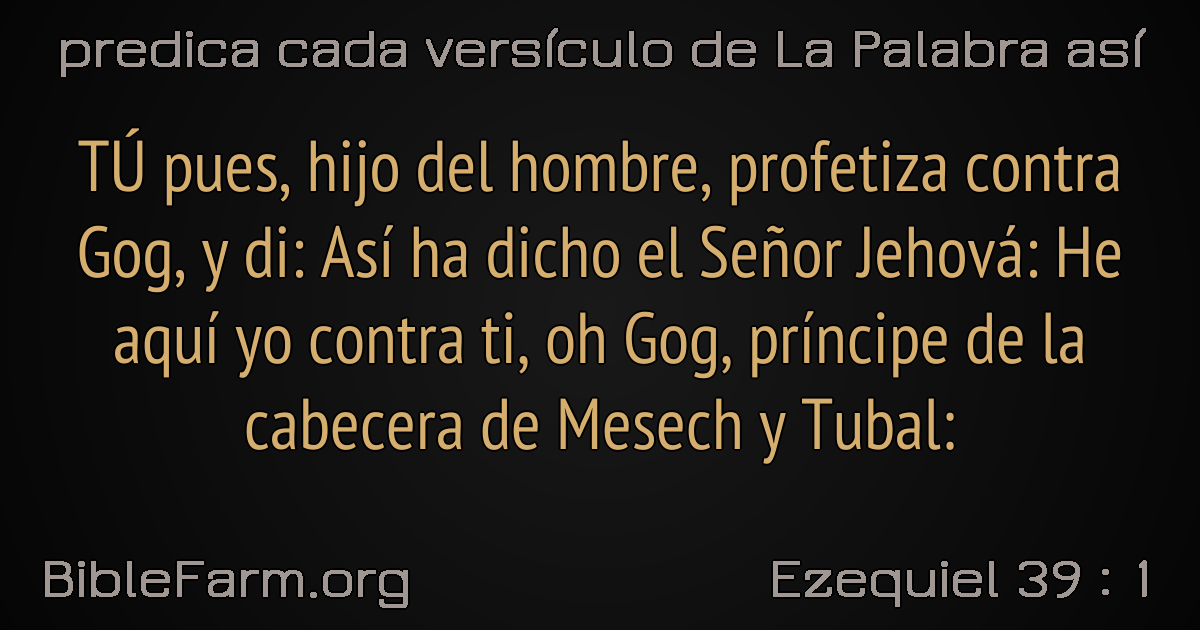 predica cada versículo de La Palabra así
TÚ pues, hijo del hombre, profetiza contra
Gog, y di: Así ha dicho el Señor Jehová: He
aquí yo contra ti, oh Gog, príncipe de la
cabecera de Mesech y Tubal:
BibleFarm.org
Ezequiel 39 : 1